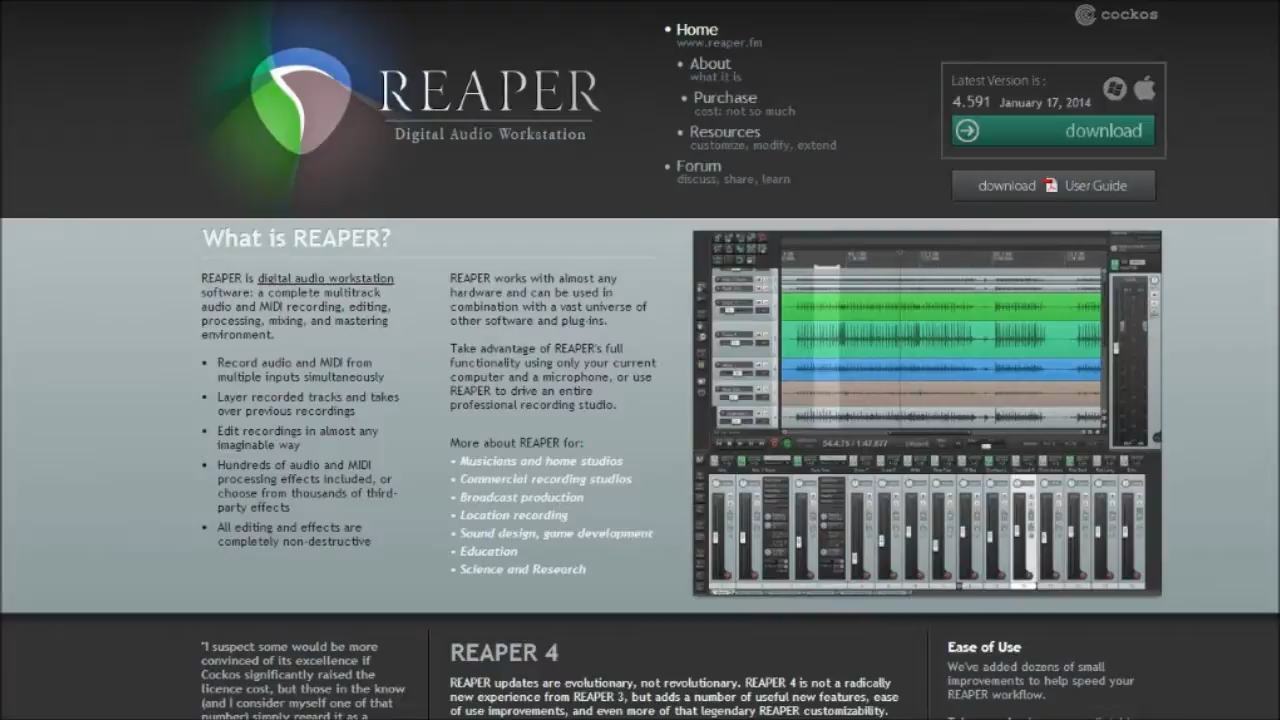 cockos
REAPER
Digital Audio Workstation
• Home
www.reaper.fm
• About
what it is
• Purchase
cost: not so much
• Resources
customize, modify, extend
• Forum
discuss, share, learn
Latest Version is :
4.591 January 17, 2014
download
download User Guide
What is REAPER?
REAPER is digital audio workstation
software: a complete multitrack
audio and MIDI recording, editing,
processing, mixing, and mastering
environment.
• Record audio and MIDI from
multiple inputs simultaneously
• Layer recorded tracks and takes
over previous recordings
• Edit recordings in almost any
imaginable way
• Hundreds of audio and MIDI
processing effects included, or
choose from thousands of third-
party effects
• All editing and effects are
completely non-destructive
REAPER works with almost any
hardware and can be used in
combination with a vast universe of
other software and plug-ins.
Take advantage of REAPER's full
functionality using only your current
computer and a microphone, or use
REAPER to drive an entire
professional recording studio.
More about REAPER for:
• Musicians and home studios
• Commercial recording studios
• Broadcast production
• Location recording
• Sound design, game development
• Education
• Science and Research
"I suspect some would be more
convinced of its excellence if
Cockos significantly raised the
licence cost, but those in the know
(and I consider myself one of that
number) simply regard it as a
REAPER 4
REAPER updates are evolutionary, not revolutionary. REAPER 4 is not a radically
new experience from REAPER 3, but adds a number of useful new features, ease
of use improvements, and even more of that legendary REAPER customizability.
Ease of Use
We've added dozens of small
improvements to help speed your
REAPER workflow.